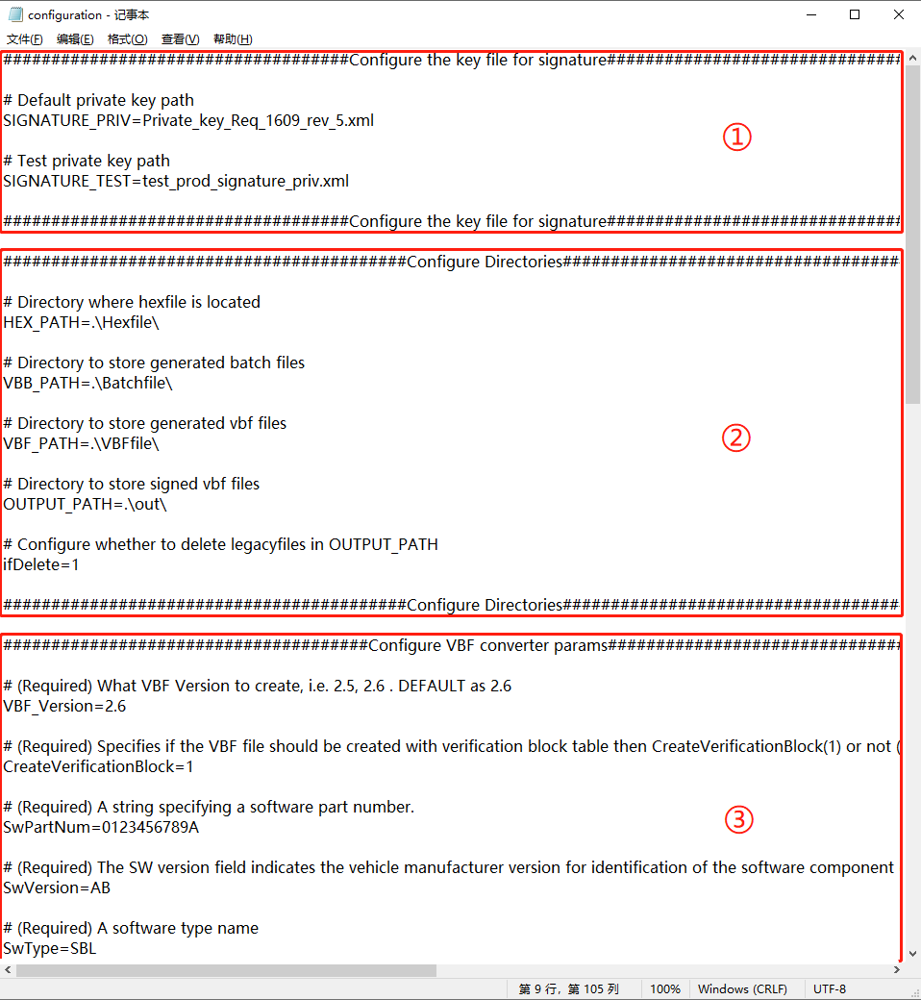 configuration - 记事本
文件(F) 编辑(E) 格式(O) 查看(V) 帮助(H)
####################################Configure the key file for signature###############################
# Default private key path
SIGNATURE_PRIV=Private_key_Req_1609_rev_5.xml
①
# Test private key path
SIGNATURE_TEST=test_prod_signature_priv.xml
####################################Configure the key file for signature###############################
##########################################Configure Directories###################################
# Directory where hexfile is located
HEX_PATH=.\Hexfile\
# Directory to store generated batch files
VBB_PATH=.\Batchfile\
# Directory to store generated vbf files
VBF_PATH=.\VBFfile\
②
# Directory to store signed vbf files
OUTPUT_PATH=.\out\
# Configure whether to delete legacyfiles in OUTPUT_PATH
ifDelete=1
##########################################Configure Directories###################################
######################################Configure VBF converter params###############################
# (Required) What VBF Version to create, i.e. 2.5, 2.6 . DEFAULT as 2.6
VBF_Version=2.6
# (Required) Specifies if the VBF file should be created with verification block table then CreateVerificationBlock(1) or not (
CreateVerificationBlock=1
# (Required) A string specifying a software part number.
SwPartNum=0123456789A
③
# (Required) The SW version field indicates the vehicle manufacturer version for identification of the software component
SwVersion=AB
# (Required) A software type name
SwType=SBL
第 9 行，第 105 列 100% Windows (CRLF) UTF-8